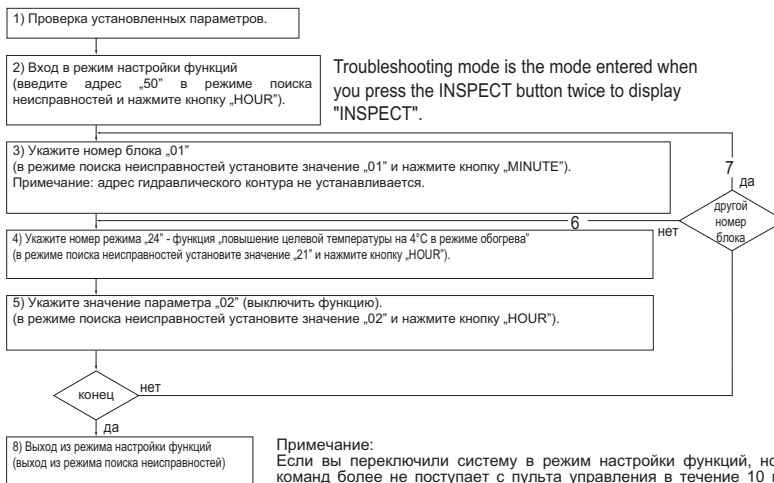 1) Проверка установленных параметров.
2) Вход в режим настройки функций
(введите адрес „50” в режиме поиска
неисправностей и нажмите кнопку „HOUR”).
Troubleshooting mode is the mode entered when
you press the INSPECT button twice to display
"INSPECT".
3) Укажите номер блока „01”
(в режиме поиска неисправностей установите значение „01” и нажмите кнопку „MINUTE”).
Примечание: адрес гидравлического контура не устанавливается.
7
да
другой
номер
блока
6
нет
4) Укажите номер режима „24” - функция „повышение целевой температуры на 4°С в режиме обогрева”
(в режиме поиска неисправностей установите значение „21” и нажмите кнопку „HOUR”).
5) Укажите значение параметра „02” (выключить функцию).
(в режиме поиска неисправностей установите значение „02” и нажмите кнопку „HOUR”).
конец
нет
да
8) Выход из режима настройки функций
(выход из режима поиска неисправностей)
Примечание:
Если вы переключили систему в режим настройки функций, но
команд более не поступает с пульта управления в течение 10